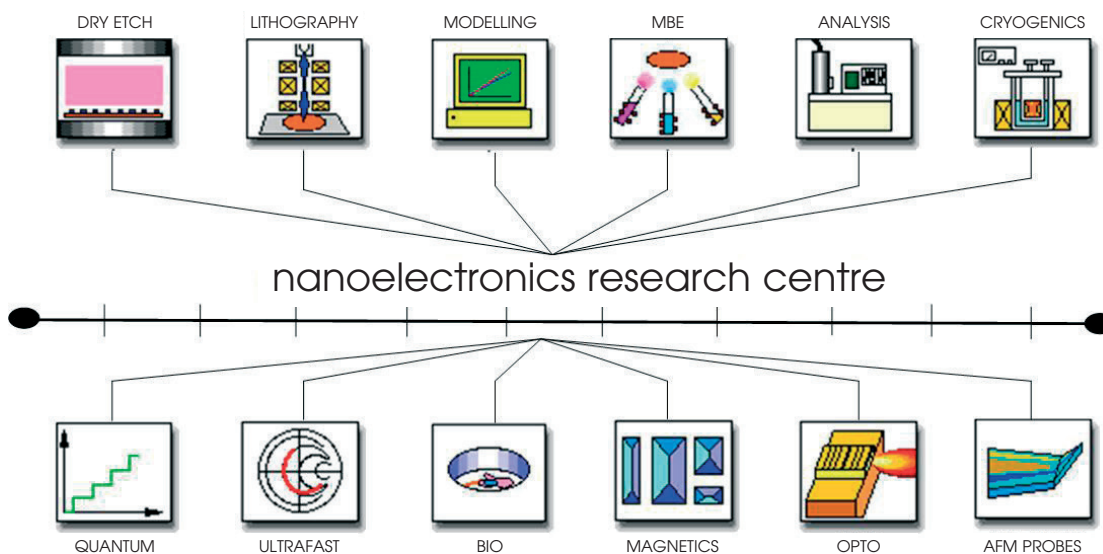 DRY ETCH LITHOGRAPHY MODELLING MBE ANALYSIS CRYOGENICS
nanoelectronics research centre
QUANTUM ULTRAFAST BIO MAGNETICS OPTO AFM PROBES